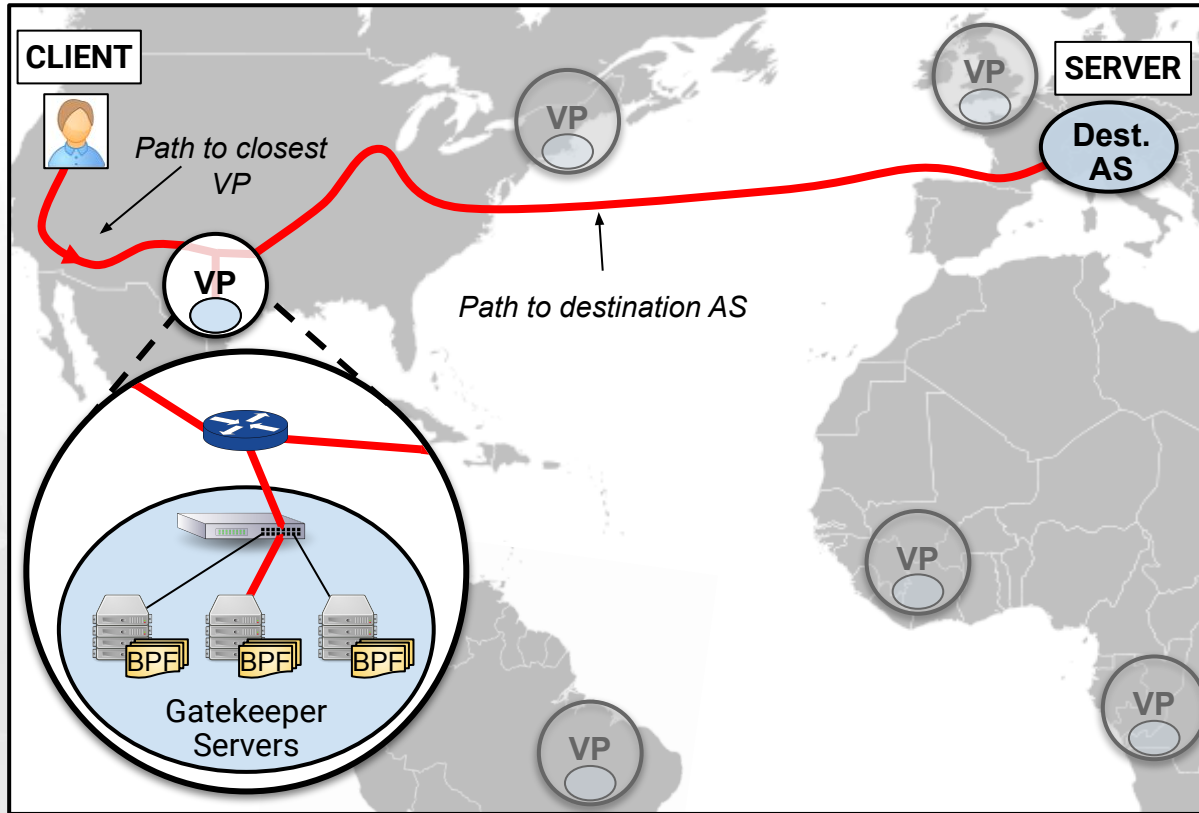 CLIENT
Path to closest
VP
VP
VP
SERVER
Dest.
AS
VP
Path to destination AS
BPF
BPF
BPF
Gatekeeper
Servers
VP
VP
VP